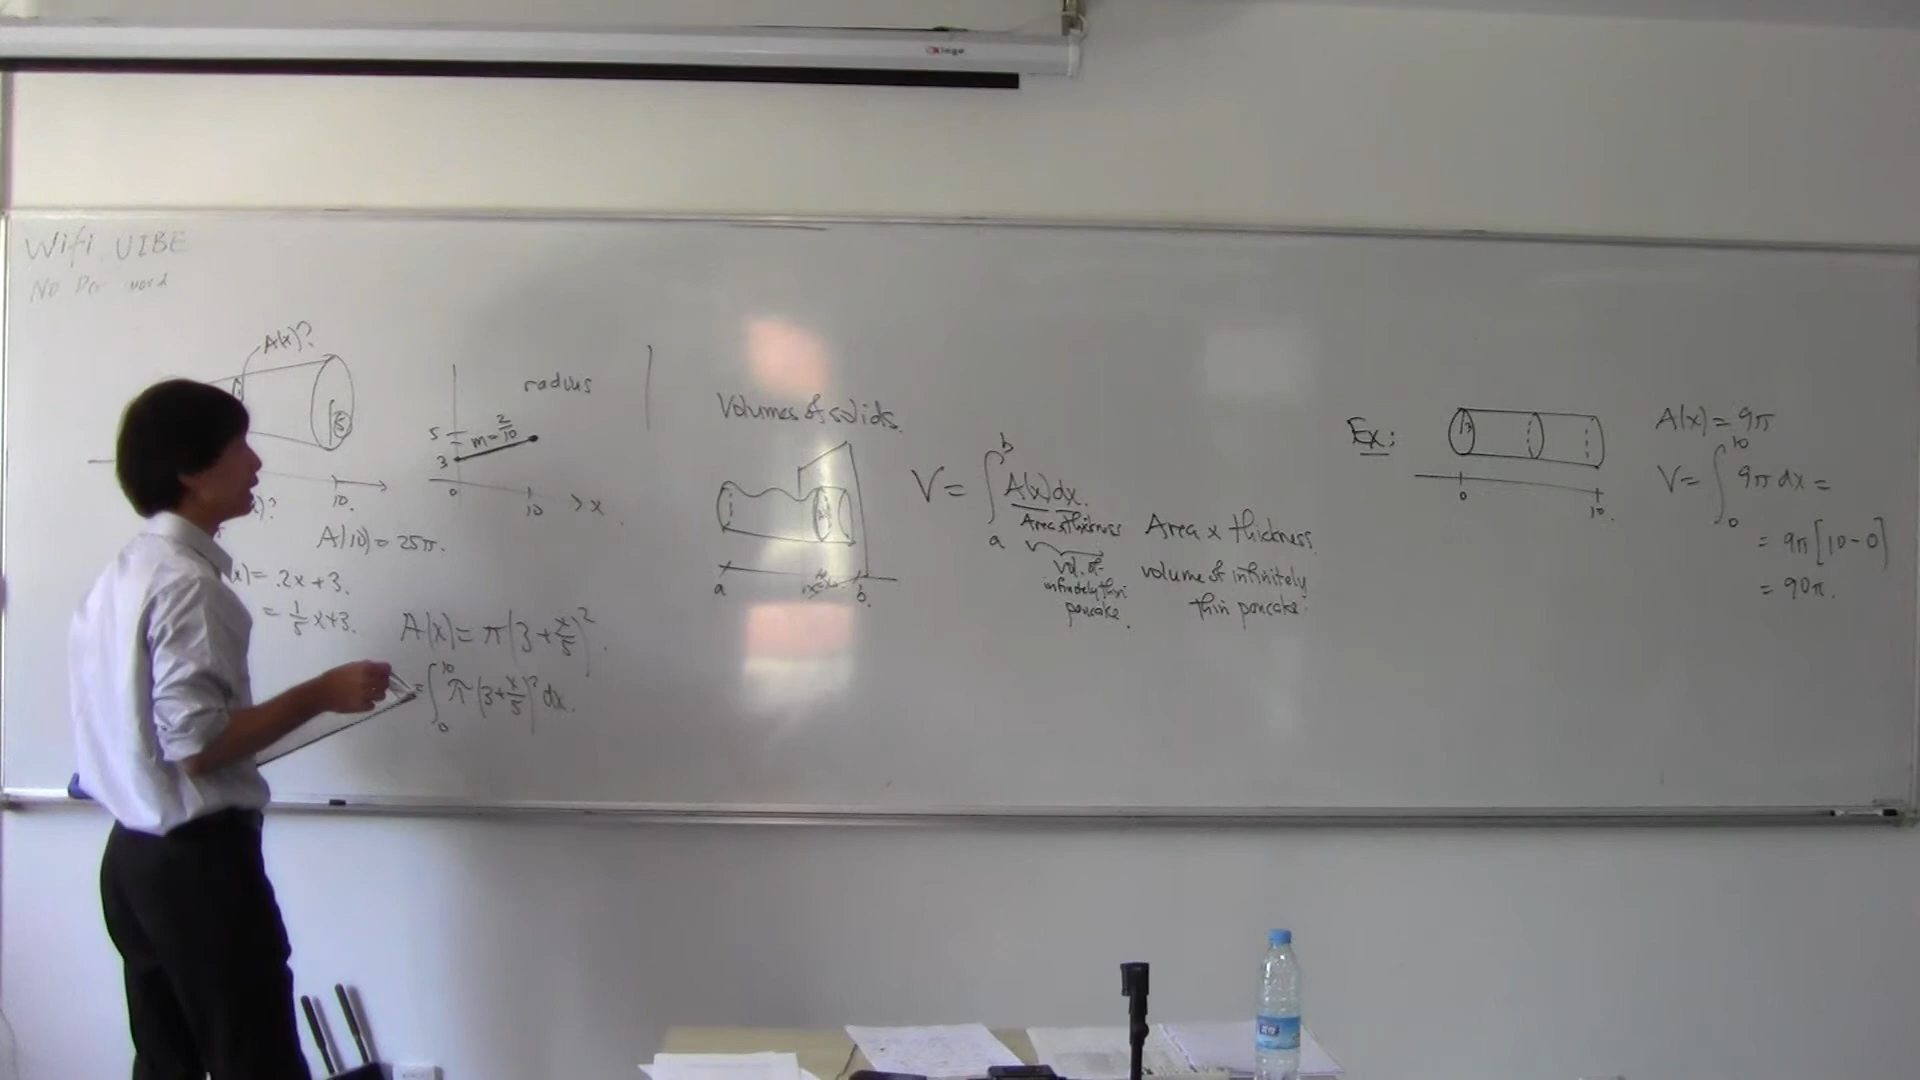 Wifi UIBE
No
A(x)?
5
10.
x)?
A(10) = 25π.
x) = .2x+3.
= 1/5 x+3.
radius
5
3
m = 2/10
0
10
x
A(x) = π(3+x/5)².
= ∫₀¹⁰ π(3+x/5)² dx.
Volumes of solids.
a
b.
V = ∫ₐᵇ A(x)dx.
Area thickness
Vol. of
infinitely thin
pancake.
Area x thickness
volume of infinitely
thin pancake.
Ex:
3
0
10.
A(x) = 9π
V = ∫₀¹⁰ 9π dx =
= 9π[10-0]
= 90π.